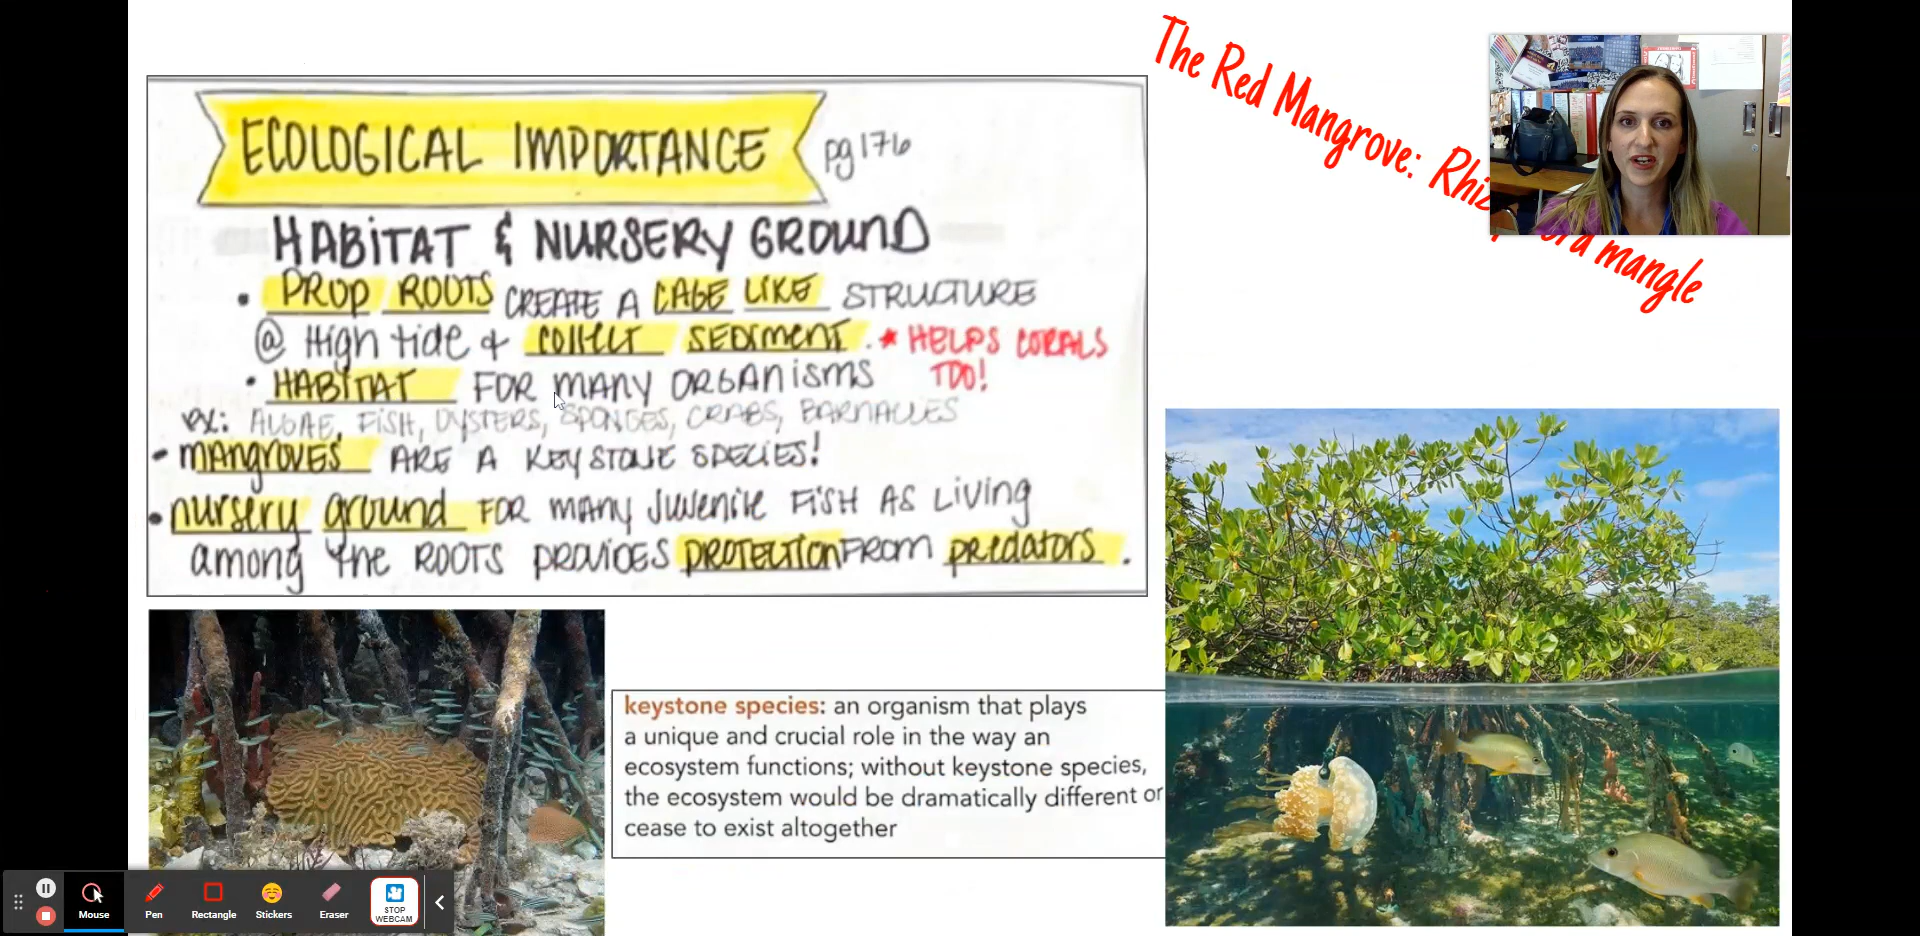 The Red Mangrove: Rhiz
ora mangle
ECOLOGICAL IMPORTANCE pg 176
HABITAT & NURSERY GROUND
• PROP ROOTS CREATE A CAGE LIKE STRUCTURE
@ High tide & collect SEDIMENT. * HELPS CORALS
TOO!
• HABITAT FOR MANY ORGANISMS
ex: ALGAE, FISH, OYSTERS, SPONGES, CRABS, BARNACLES
• mangroves ARE A KEYSTONE SPECIES!
• nursery ground FOR MANY JUVENILE FISH AS Living
among the ROOTS PROVIDES PROTECTION FROM predators.
keystone species: an organism that plays
a unique and crucial role in the way an
ecosystem functions; without keystone species,
the ecosystem would be dramatically different or
cease to exist altogether
Mouse
Pen
Rectangle
Stickers
Eraser
STOP
WEBCAM